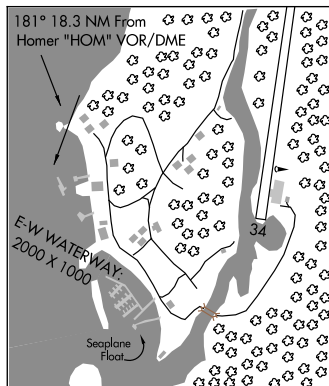 181° 18.3 NM From
Homer "HOM" VOR/DME
34
E-W WATERWAY:
2000 X 1000
Seaplane
Float